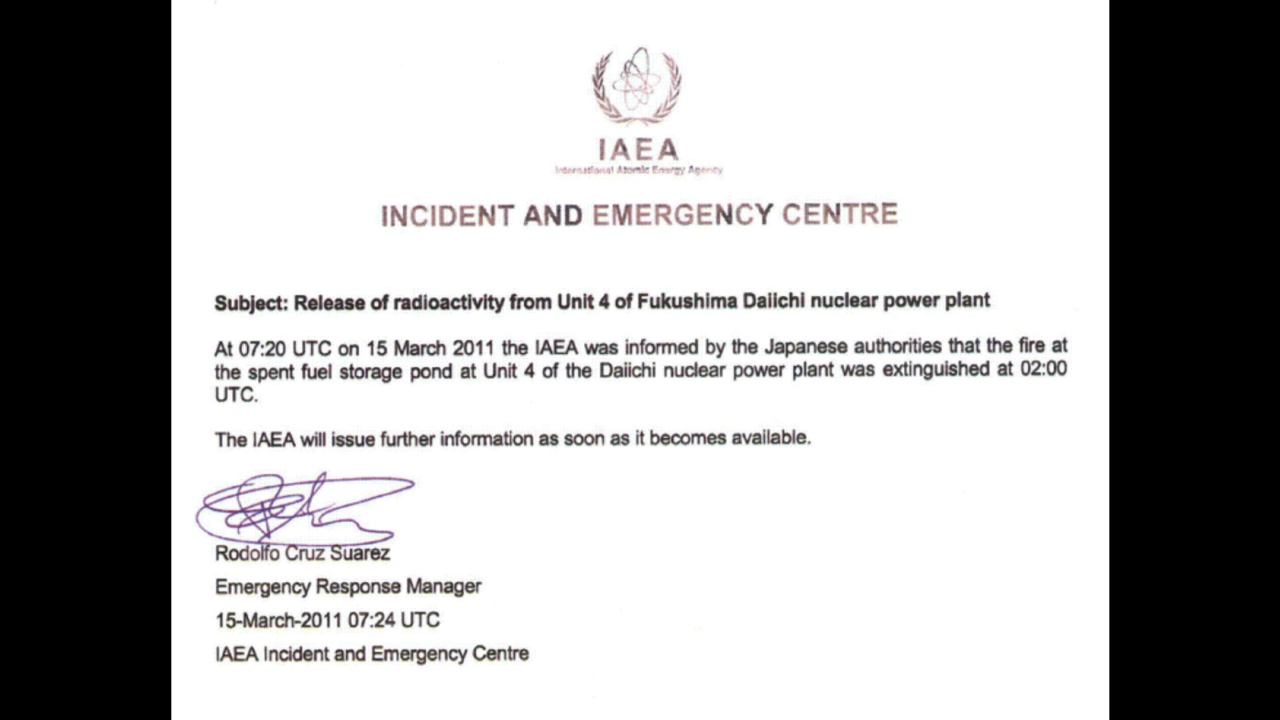 IAEA
International Atomic Energy Agency
INCIDENT AND EMERGENCY CENTRE
Subject: Release of radioactivity from Unit 4 of Fukushima Daiichi nuclear power plant
At 07:20 UTC on 15 March 2011 the IAEA was informed by the Japanese authorities that the fire at
the spent fuel storage pond at Unit 4 of the Daiichi nuclear power plant was extinguished at 02:00
UTC.
The IAEA will issue further information as soon as it becomes available.
Rodolfo Cruz Suarez
Emergency Response Manager
15-March-2011 07:24 UTC
IAEA Incident and Emergency Centre